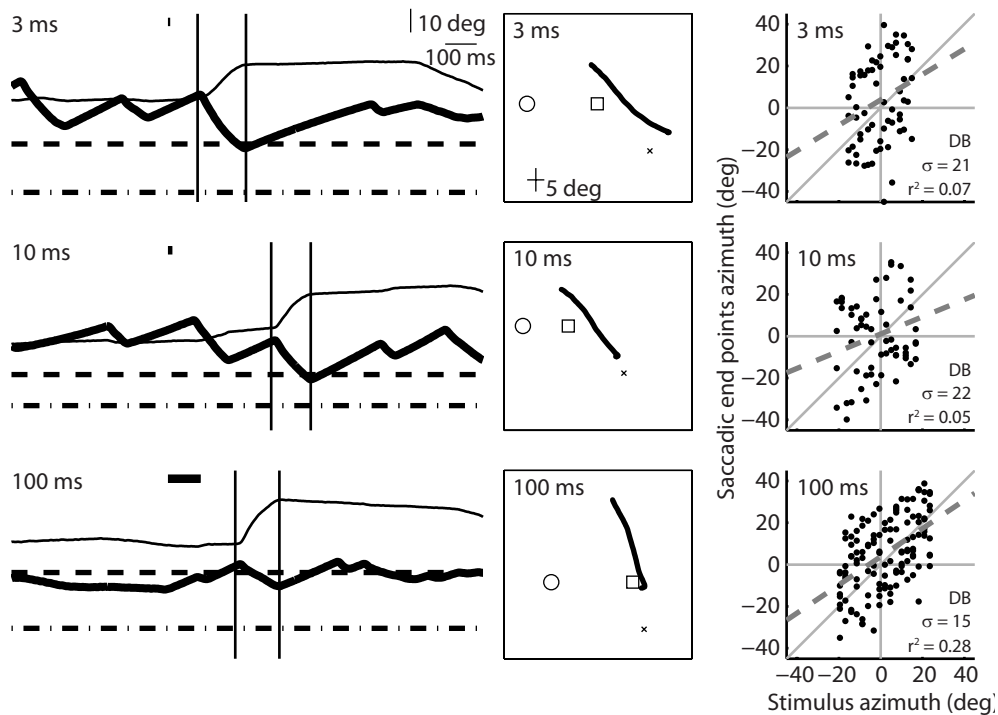 3 ms
10 deg
100 ms
3 ms
5 deg
3 ms
40
20
0
−20
−40
DB
σ = 21
r² = 0.07
10 ms
10 ms
10 ms
40
20
0
−20
−40
DB
σ = 22
r² = 0.05
Saccadic end points azimuth (deg)
100 ms
100 ms
100 ms
40
20
0
−20
−40
DB
σ = 15
r² = 0.28
−40 −20 0 20 40
Stimulus azimuth (deg)